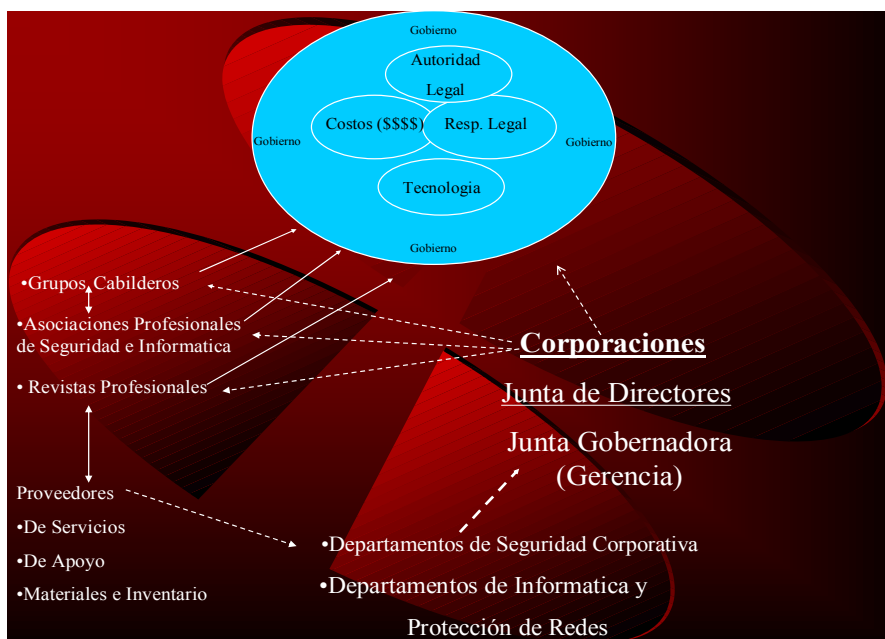 Gobierno
Autoridad
Legal
Costos ($$$$)
Resp. Legal
Gobierno
Gobierno
Tecnologia
Gobierno
•Grupos Cabilderos
•Asociaciones Profesionales
de Seguridad e Informatica
• Revistas Profesionales
Corporaciones
Junta de Directores
Junta Gobernadora
(Gerencia)
Proveedores
•De Servicios
•De Apoyo
•Materiales e Inventario
•Departamentos de Seguridad Corporativa
•Departamentos de Informatica y
Protección de Redes